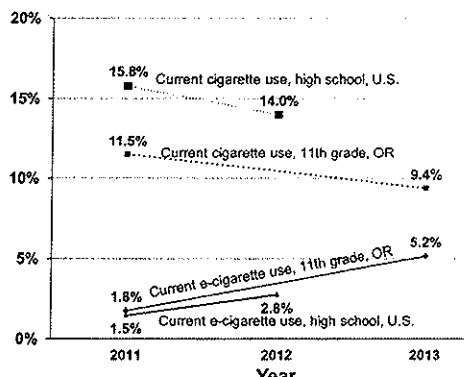 20%
15.8%
Current cigarette use, high school, U.S.
14.0%
15%
11.5%
Current cigarette use, 11th grade, OR
9.4%
10%
5.2%
Current e-cigarette use, 11th grade, OR
5%
1.8%
2.8%
1.5%
Current e-cigarette use, high school, U.S.
0%
2011 2012 2013
Year